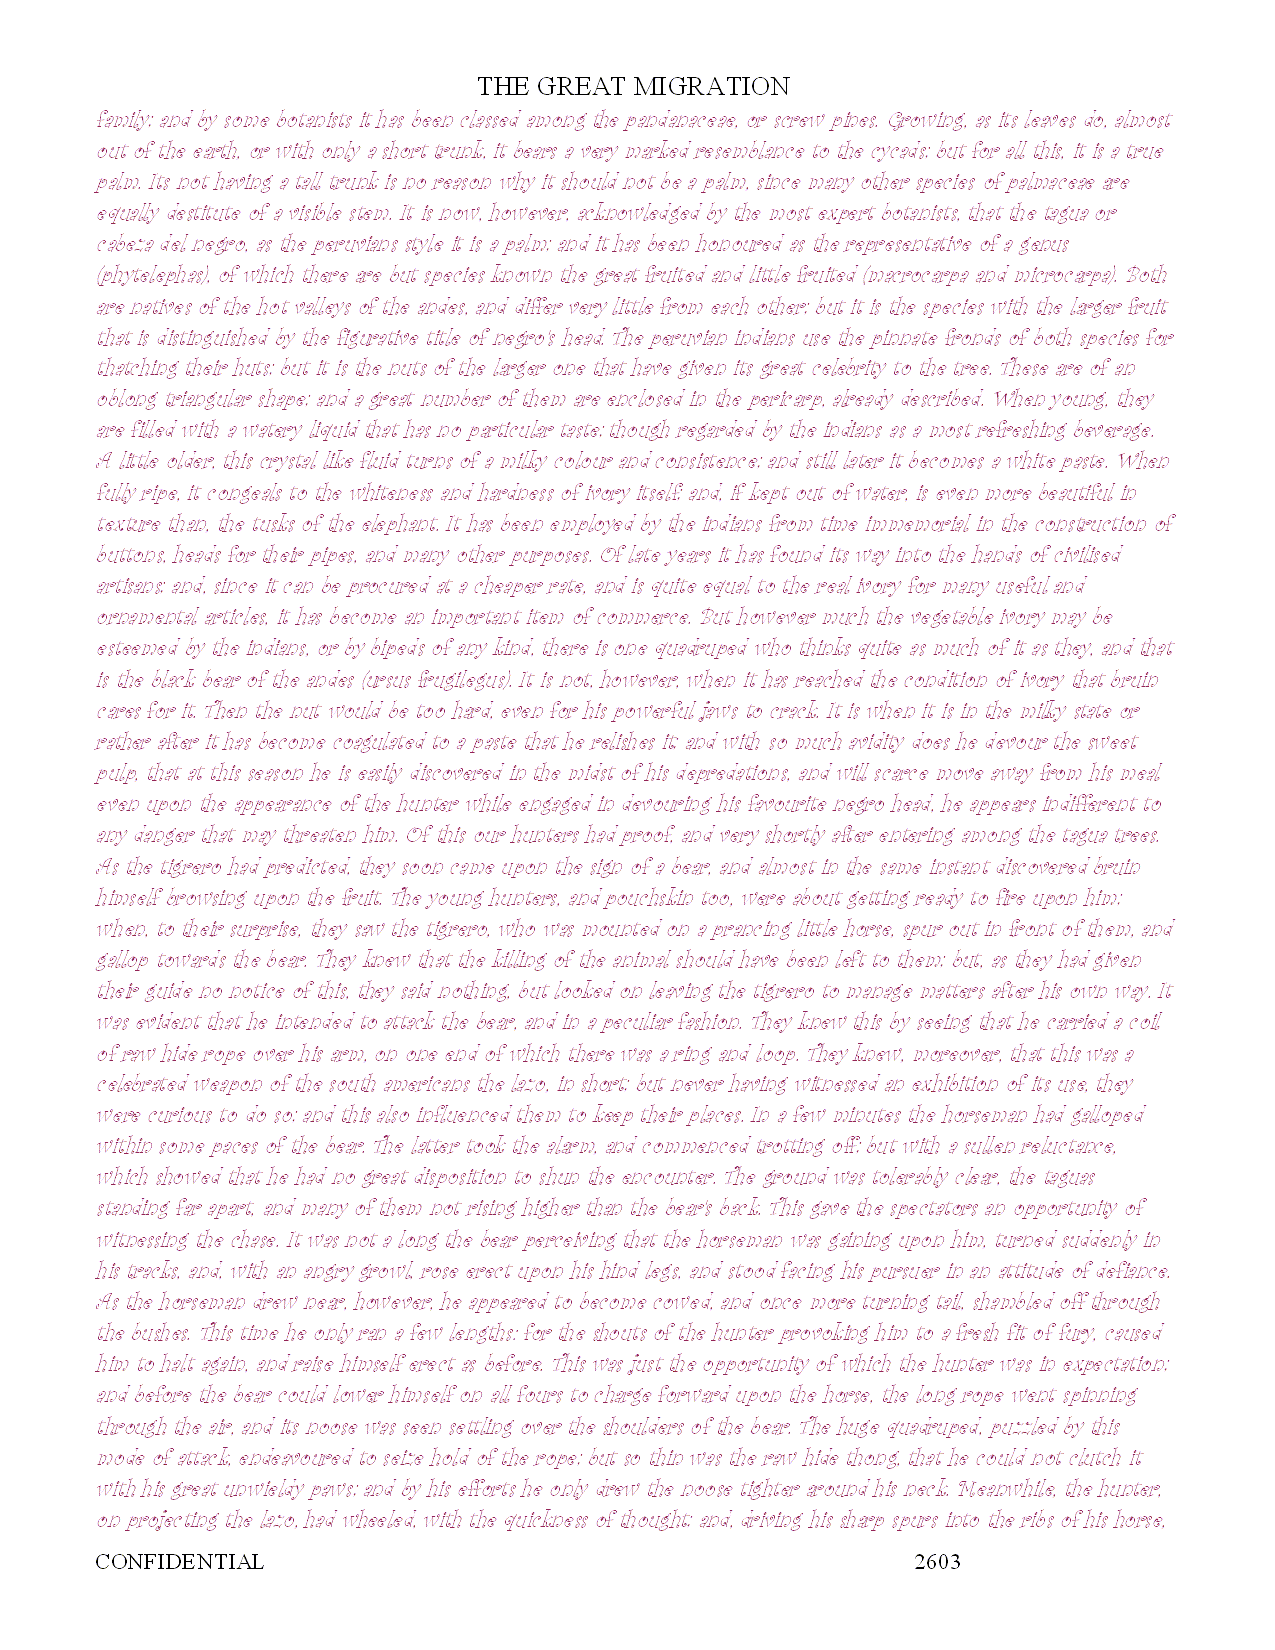 THE GREAT MIGRATION
family; and by some botanists it has been classed among the pandanaceae, or screw pines. Growing, as its leaves do, almost
out of the earth, or with only a short trunk, it bears a very marked resemblance to the cycads; but for all this, it is a true
palm. Its not having a tall trunk is no reason why it should not be a palm, since many other species of palmaceae are
equally destitute of a visible stem. It is now, however, acknowledged by the most expert botanists, that the tagua or
cabeza del negro, as the peruvians style it is a palm; and it has been honoured as the representative of a genus
(phytelephas), of which there are but species known the great fruited and little fruited (macrocarpa and microcarpa). Both
are natives of the hot valleys of the andes, and differ very little from each other; but it is the species with the larger fruit
that is distinguished by the figurative title of negro's head. The peruvian indians use the pinnate fronds of both species for
thatching their huts; but it is the nuts of the larger one that have given its great celebrity to the tree. These are of an
oblong triangular shape; and a great number of them are enclosed in the pericarp, already described. When young, they
are filled with a watery liquid that has no particular taste; though regarded by the indians as a most refreshing beverage.
A little older, this crystal like fluid turns of a milky colour and consistence; and still later it becomes a white paste. When
fully ripe, it congeals to the whiteness and hardness of ivory itself; and, if kept out of water, is even more beautiful in
texture than, the tusks of the elephant. It has been employed by the indians from time immemorial in the construction of
buttons, heads for their pipes, and many other purposes. Of late years it has found its way into the hands of civilised
artisans; and, since it can be procured at a cheaper rate, and is quite equal to the real ivory for many useful and
ornamental articles, it has become an important item of commerce. But however much the vegetable ivory may be
esteemed by the indians, or by bipeds of any kind, there is one quadruped who thinks quite as much of it as they, and that
is the black bear of the andes (ursus frugilegus). It is not, however, when it has reached the condition of ivory that bruin
cares for it. Then the nut would be too hard, even for his powerful jaws to crack. It is when it is in the milky state or
rather after it has become coagulated to a paste that he relishes it; and with so much avidity does he devour the sweet
pulp, that at this season he is easily discovered in the midst of his depredations, and will scarce move away from his meal
even upon the appearance of the hunter while engaged in devouring his favourite negro head, he appears indifferent to
any danger that may threaten him. Of this our hunters had proof, and very shortly after entering among the tagua trees.
As the tigrero had predicted, they soon came upon the sign of a bear, and almost in the same instant discovered bruin
himself browsing upon the fruit. The young hunters, and pouchskin too, were about getting ready to fire upon him;
when, to their surprise, they saw the tigrero, who was mounted on a prancing little horse, spur out in front of them, and
gallop towards the bear. They knew that the killing of the animal should have been left to them; but, as they had given
their guide no notice of this, they said nothing, but looked on leaving the tigrero to manage matters after his own way. It
was evident that he intended to attack the bear, and in a peculiar fashion. They knew this by seeing that he carried a coil
of raw hide rope over his arm, on one end of which there was a ring and loop. They knew, moreover, that this was a
celebrated weapon of the south americans the lazo, in short; but never having witnessed an exhibition of its use, they
were curious to do so; and this also influenced them to keep their places. In a few minutes the horseman had galloped
within some paces of the bear. The latter took the alarm, and commenced trotting off; but with a sullen reluctance,
which showed that he had no great disposition to shun the encounter. The ground was tolerably clear, the taguas
standing far apart, and many of them not rising higher than the bear's back. This gave the spectators an opportunity of
witnessing the chase. It was not a long the bear perceiving that the horseman was gaining upon him, turned suddenly in
his tracks, and, with an angry growl, rose erect upon his hind legs, and stood facing his pursuer in an attitude of defiance.
As the horseman drew near, however, he appeared to become cowed, and once more turning tail, shambled off through
the bushes. This time he only ran a few lengths; for the shouts of the hunter provoking him to a fresh fit of fury, caused
him to halt again, and raise himself erect as before. This was just the opportunity of which the hunter was in expectation;
and before the bear could lower himself on all fours to charge forward upon the horse, the long rope went spinning
through the air, and its noose was seen settling over the shoulders of the bear. The huge quadruped, puzzled by this
mode of attack, endeavoured to seize hold of the rope; but so thin was the raw hide thong, that he could not clutch it
with his great unwieldy paws; and by his efforts he only drew the noose tighter around his neck. Meanwhile, the hunter,
on projecting the lazo, had wheeled, with the quickness of thought; and, driving his sharp spurs into the ribs of his horse,
CONFIDENTIAL 2603